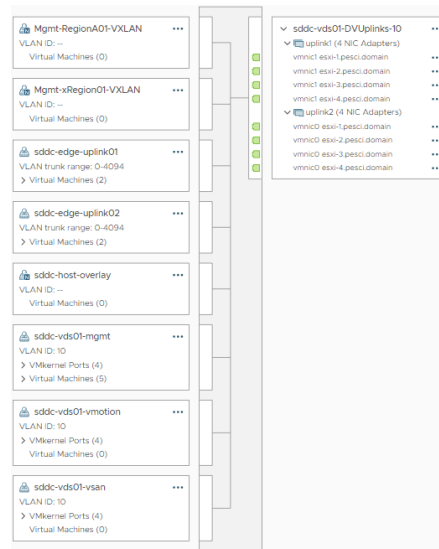 Mgmt-RegionA01-VXLAN
VLAN ID: --
Virtual Machines (0)
Mgmt-xRegion01-VXLAN
VLAN ID: --
Virtual Machines (0)
sddc-edge-uplink01
VLAN trunk range: 0-4094
Virtual Machines (2)
sddc-edge-uplink02
VLAN trunk range: 0-4094
Virtual Machines (2)
sddc-host-overlay
VLAN ID: --
Virtual Machines (0)
sddc-vds01-mgmt
VLAN ID: 10
VMkernel Ports (4)
Virtual Machines (5)
sddc-vds01-vmotion
VLAN ID: 10
VMkernel Ports (4)
Virtual Machines (0)
sddc-vds01-vsan
VLAN ID: 10
VMkernel Ports (4)
Virtual Machines (0)
sddc-vds01-DVUplinks-10
uplink1 (4 NIC Adapters)
vmnic1 esxi-1.pesci.domain
vmnic1 esxi-2.pesci.domain
vmnic1 esxi-3.pesci.domain
vmnic1 esxi-4.pesci.domain
uplink2 (4 NIC Adapters)
vmnic0 esxi-1.pesci.domain
vmnic0 esxi-2.pesci.domain
vmnic0 esxi-3.pesci.domain
vmnic0 esxi-4.pesci.domain